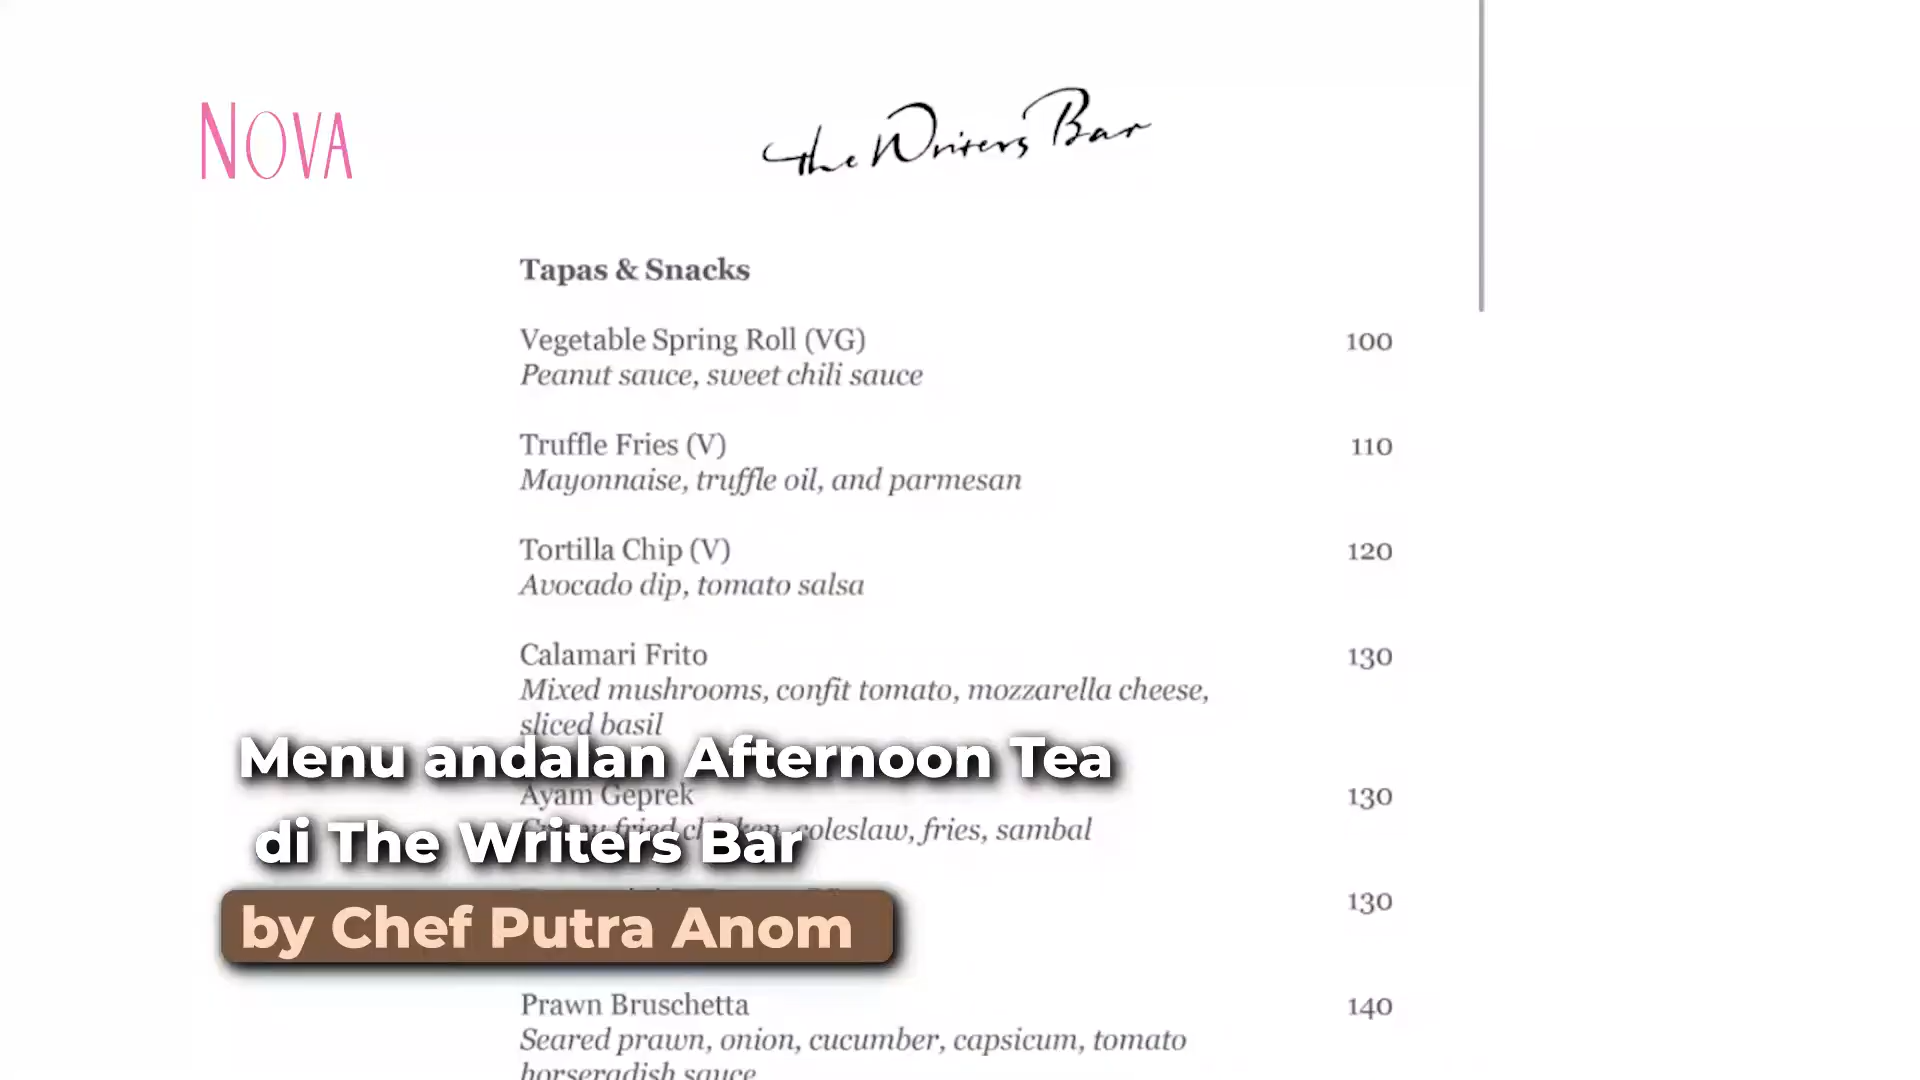 NOVA
the Writers Bar
Tapas & Snacks
Vegetable Spring Roll (VG) 100
Peanut sauce, sweet chili sauce
Truffle Fries (V) 110
Mayonnaise, truffle oil, and parmesan
Tortilla Chip (V) 120
Avocado dip, tomato salsa
Calamari Frito 130
Mixed mushrooms, confit tomato, mozzarella cheese,
sliced basil
Menu andalan Afternoon Tea
Ayam Geprek 130
fried coleslaw, fries, sambal
di The Writers Bar
130
by Chef Putra Anom
Prawn Bruschetta 140
Seared prawn, onion, cucumber, capsicum, tomato
horseradish sauce